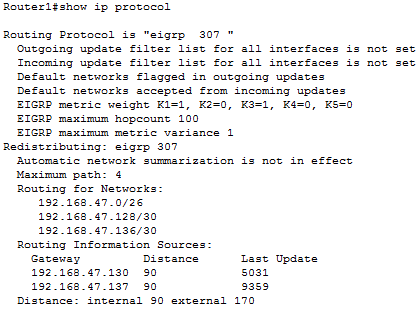 Router1#show ip protocol
Routing Protocol is "eigrp  307 "
  Outgoing update filter list for all interfaces is not set
  Incoming update filter list for all interfaces is not set
  Default networks flagged in outgoing updates
  Default networks accepted from incoming updates
  EIGRP metric weight K1=1, K2=0, K3=1, K4=0, K5=0
  EIGRP maximum hopcount 100
  EIGRP maximum metric variance 1
Redistributing: eigrp 307
  Automatic network summarization is not in effect
  Maximum path: 4
  Routing for Networks:
     192.168.47.0/26
     192.168.47.128/30
     192.168.47.136/30
  Routing Information Sources:
    Gateway         Distance      Last Update
    192.168.47.130  90            5031
    192.168.47.137  90            9359
  Distance: internal 90 external 170